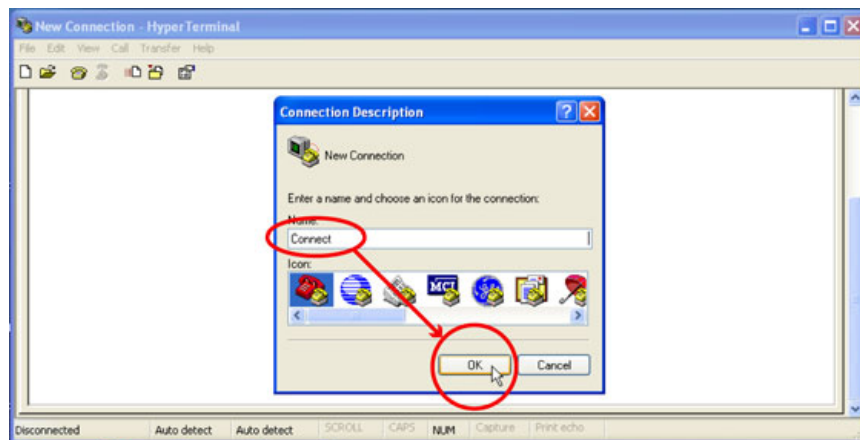 New Connection - HyperTerminal
File Edit View Call Transfer Help
Connection Description
New Connection
Enter a name and choose an icon for the connection:
Name:
Connect
Icon:
MCI
OK Cancel
Disconnected Auto detect Auto detect SCROLL CAPS NUM Capture Print echo